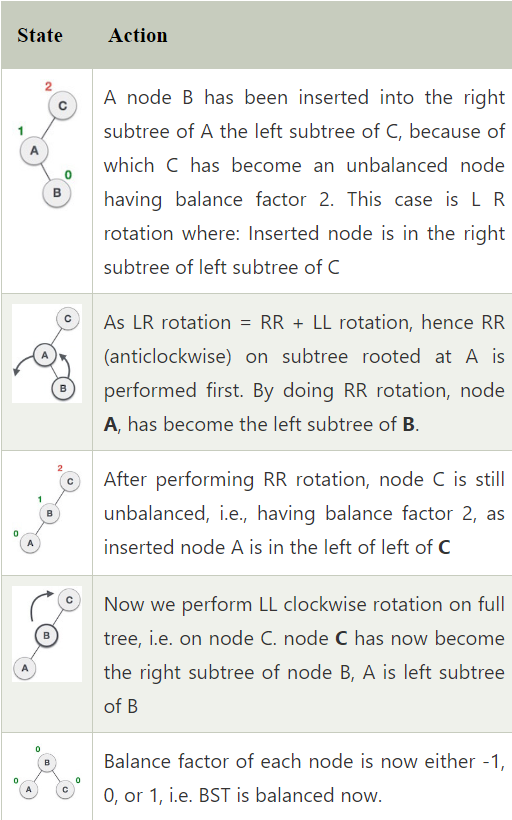 State Action
2
C
1
A
0
B
A node B has been inserted into the right
subtree of A the left subtree of C, because of
which C has become an unbalanced node
having balance factor 2. This case is L R
rotation where: Inserted node is in the right
subtree of left subtree of C
C
A
B
As LR rotation = RR + LL rotation, hence RR
(anticlockwise) on subtree rooted at A is
performed first. By doing RR rotation, node
A, has become the left subtree of B.
2
C
1
B
0
A
After performing RR rotation, node C is still
unbalanced, i.e., having balance factor 2, as
inserted node A is in the left of left of C
C
B
A
Now we perform LL clockwise rotation on full
tree, i.e. on node C. node C has now become
the right subtree of node B, A is left subtree
of B
0
B
0 0
A C
Balance factor of each node is now either -1,
0, or 1, i.e. BST is balanced now.